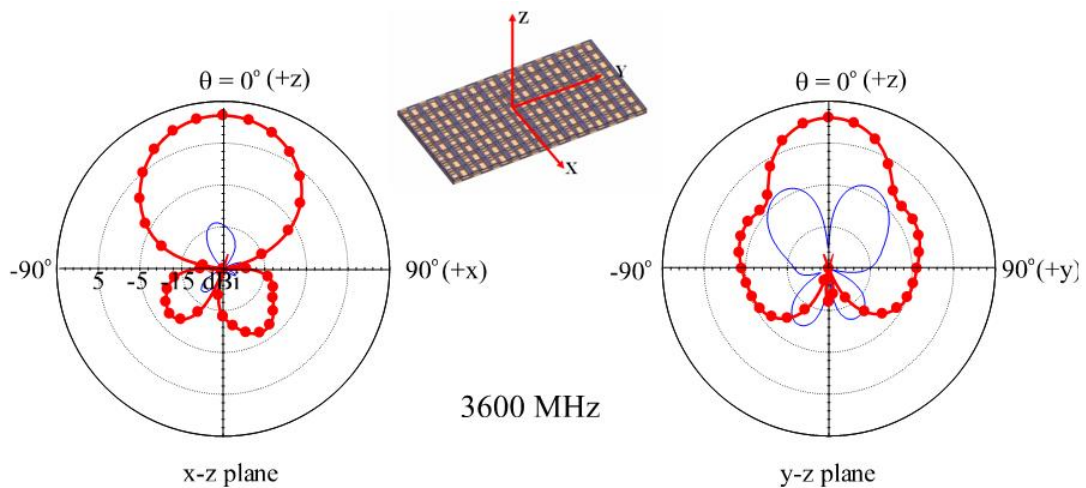 z
Y
x
θ = 0° (+z)
-90°
5 -5 -15 dBi
90° (+x)
x-z plane
3600 MHz
θ = 0° (+z)
-90°
90° (+y)
y-z plane